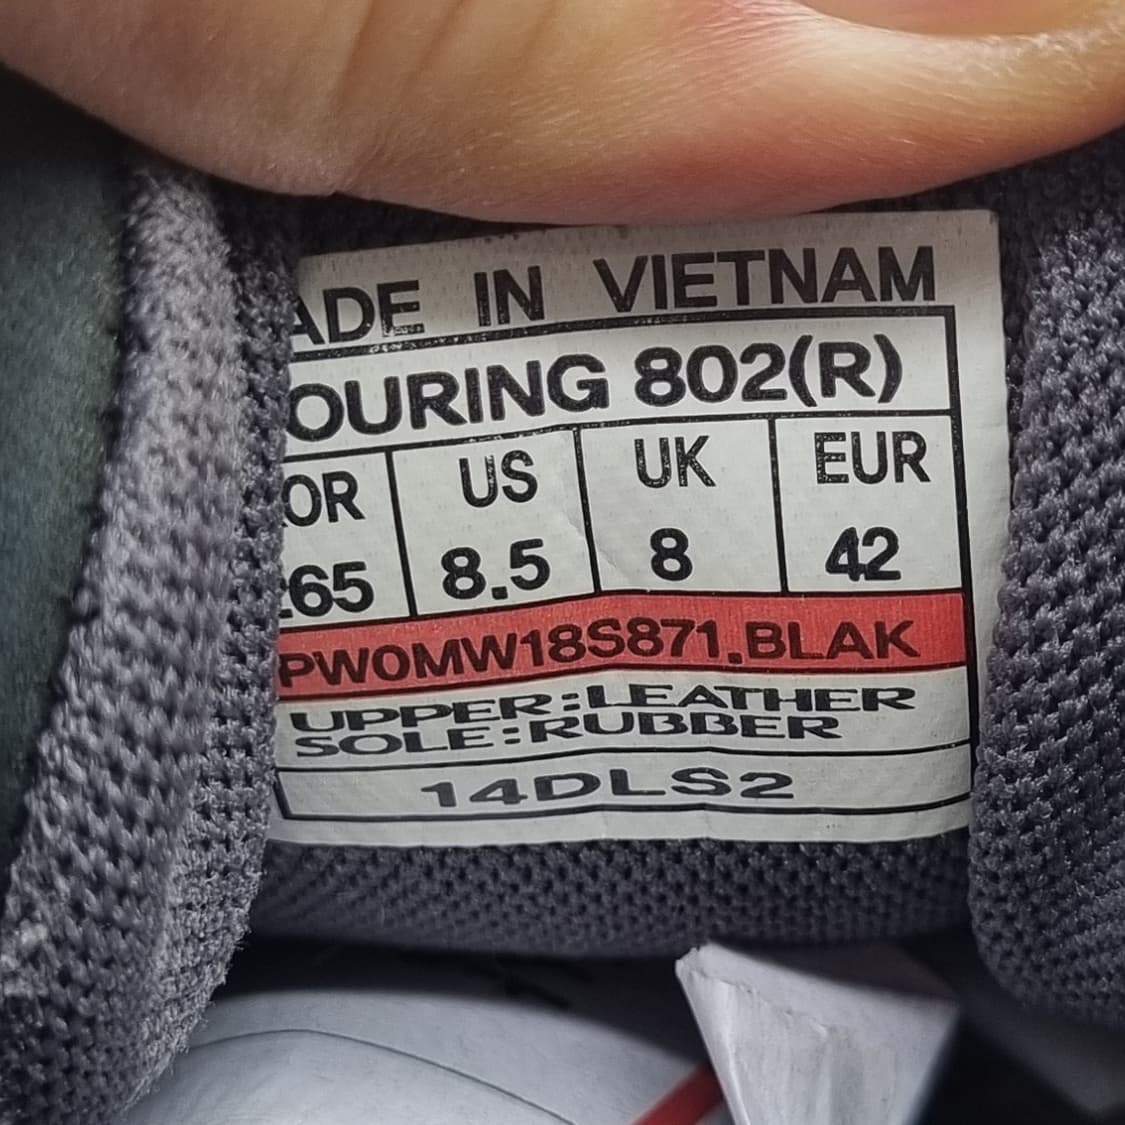 ADE IN VIETNAM
OURING 802(R)
OR US UK EUR
265 8.5 8 42
PWOMW18S871.BLAK
UPPER:LEATHER
SOLE:RUBBER
14DLS2